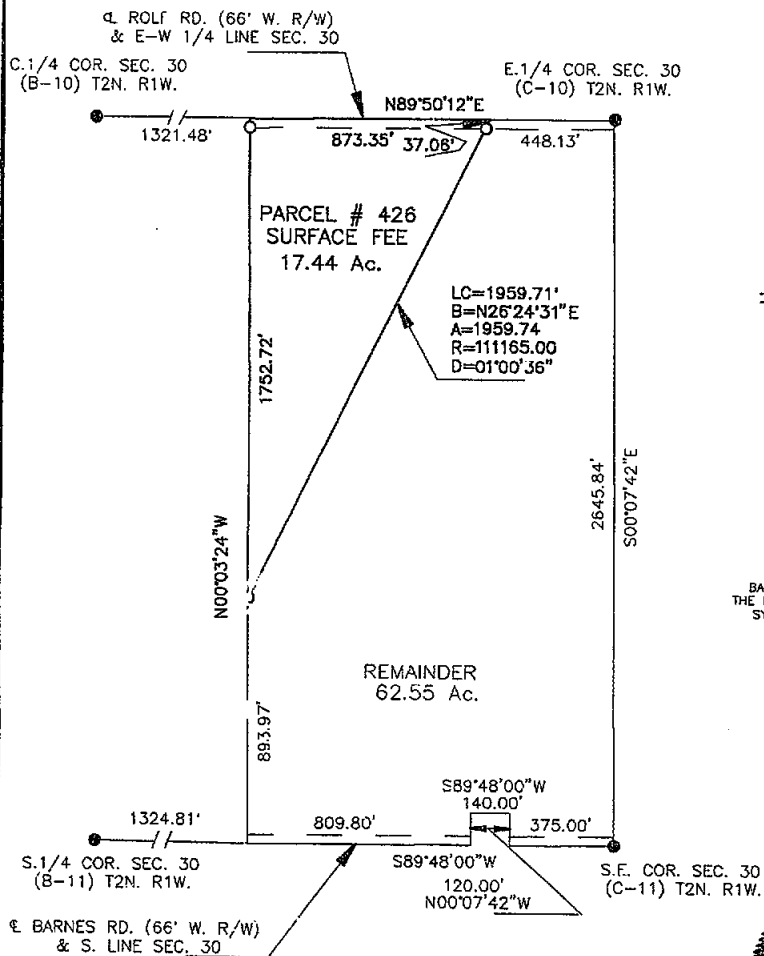 ℄ ROLF RD. (66' W. R/W)
& E-W 1/4 LINE SEC. 30
C.1/4 COR. SEC. 30
(B-10) T2N. R1W.
E.1/4 COR. SEC. 30
(C-10) T2N. R1W.
N89°50'12"E
1321.48'
873.35'
37.06'
448.13'
PARCEL # 426
SURFACE FEE
17.44 Ac.
LC=1959.71'
B=N26°24'31"E
A=1959.74
R=111165.00
D=01°00'36"
1752.72'
2645.84'
S00°07'42"E
N00°03'24"W
BA
THE
SY
REMAINDER
62.55 Ac.
893.97'
S89°48'00"W
140.00'
1324.81'
809.80'
375.00'
S.1/4 COR. SEC. 30
(B-11) T2N. R1W.
S89°48'00"W
120.00'
N00°07'42"W
S.E. COR. SEC. 30
(C-11) T2N. R1W.
℄ BARNES RD. (66' W. R/W)
& S. LINE SEC. 30